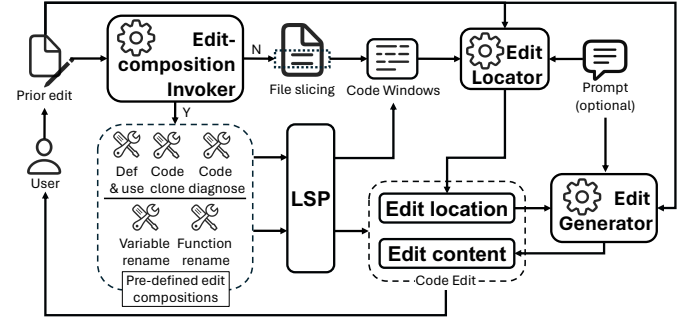 Edit-
composition
Invoker
N
Y
Prior edit
User
File slicing
Code Windows
Edit
Locator
Prompt
(optional)
Def
& use
Code
clone
Code
diagnose
Variable
rename
Function
rename
Pre-defined edit
compositions
LSP
Edit location
Edit content
Code Edit
Edit
Generator